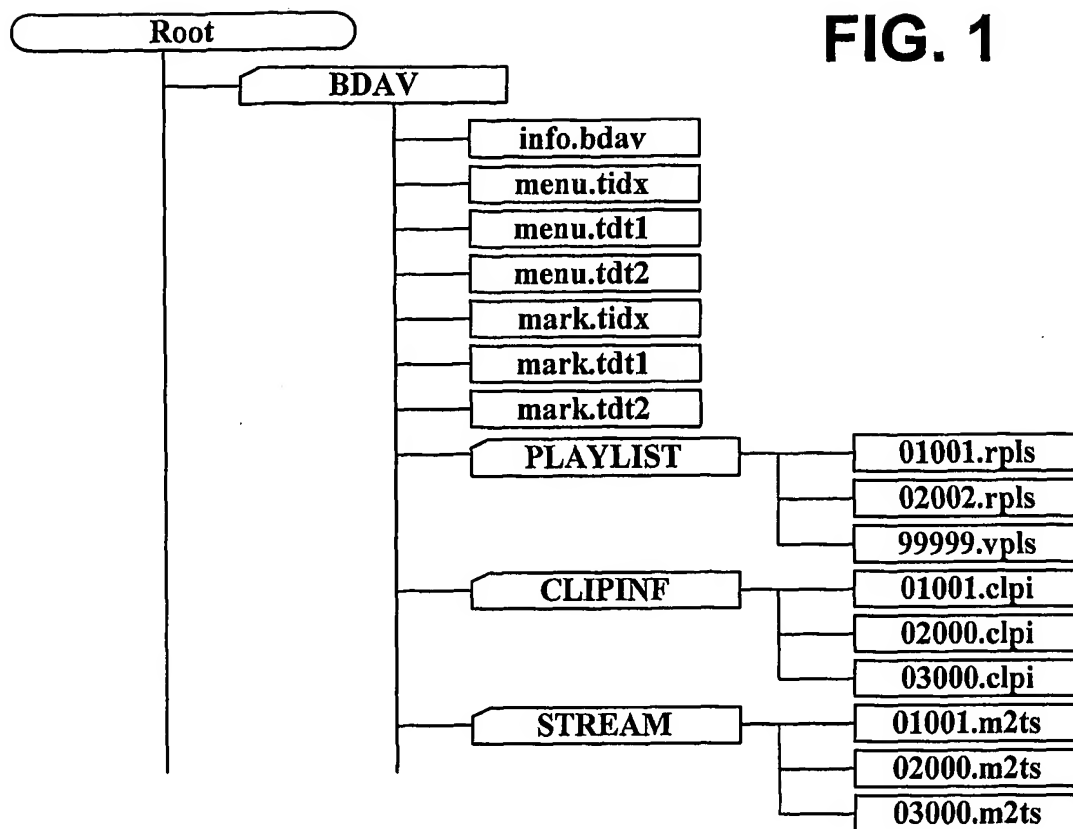 FIG. 1
Root
BDAV
info.bdav
menu.tidx
menu.tdt1
menu.tdt2
mark.tidx
mark.tdt1
mark.tdt2
PLAYLIST
01001.rpls
02002.rpls
99999.vpls
CLIPINF
01001.clpi
02000.clpi
03000.clpi
STREAM
01001.m2ts
02000.m2ts
03000.m2ts